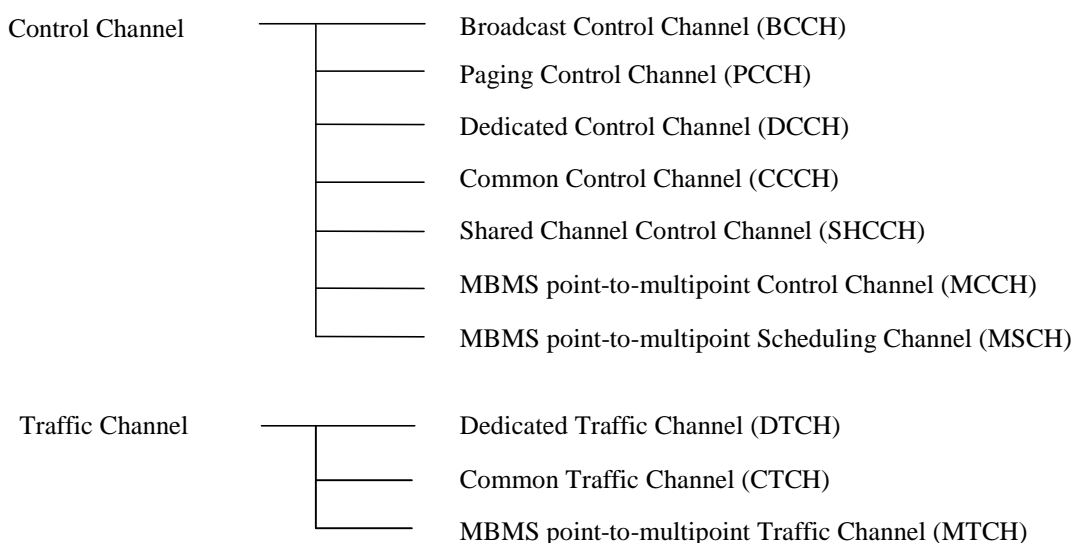 Control Channel
Broadcast Control Channel (BCCH)
Paging Control Channel (PCCH)
Dedicated Control Channel (DCCH)
Common Control Channel (CCCH)
Shared Channel Control Channel (SHCCH)
MBMS point-to-multipoint Control Channel (MCCH)
MBMS point-to-multipoint Scheduling Channel (MSCH)
Traffic Channel
Dedicated Traffic Channel (DTCH)
Common Traffic Channel (CTCH)
MBMS point-to-multipoint Traffic Channel (MTCH)